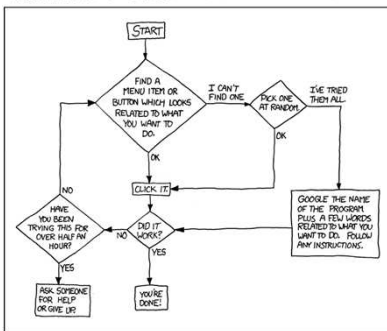 START
FIND A
MENU ITEM OR
BUTTON WHICH LOOKS
RELATED TO WHAT
YOU WANT TO
DO.
I CAN'T
FIND ONE
PICK ONE
AT RANDOM.
I'VE TRIED
THEM ALL.
OK
OK
CLICK IT.
NO
HAVE
YOU BEEN
TRYING THIS FOR
OVER HALF AN
HOUR?
NO
DID IT
WORK?
GOOGLE THE NAME
OF THE PROGRAM
PLUS A FEW WORDS
RELATED TO WHAT YOU
WANT TO DO. FOLLOW
ANY INSTRUCTIONS.
YES
YES
ASK SOMEONE
FOR HELP
OR GIVE UP.
YOU'RE
DONE!